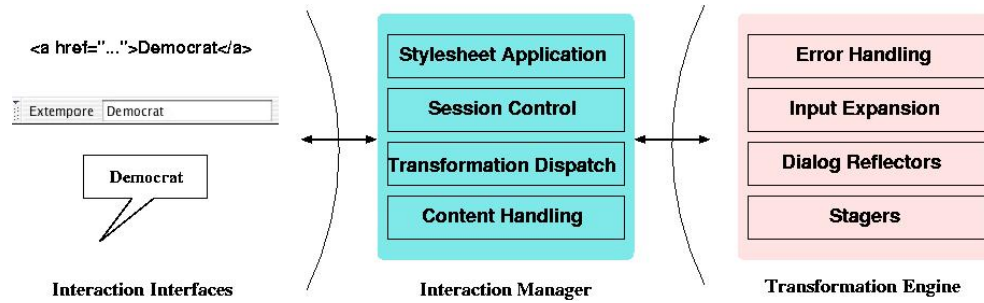 <a href="...">Democrat</a>
Extempore Democrat
Democrat
Interaction Interfaces
Stylesheet Application
Session Control
Transformation Dispatch
Content Handling
Interaction Manager
Error Handling
Input Expansion
Dialog Reflectors
Stagers
Transformation Engine